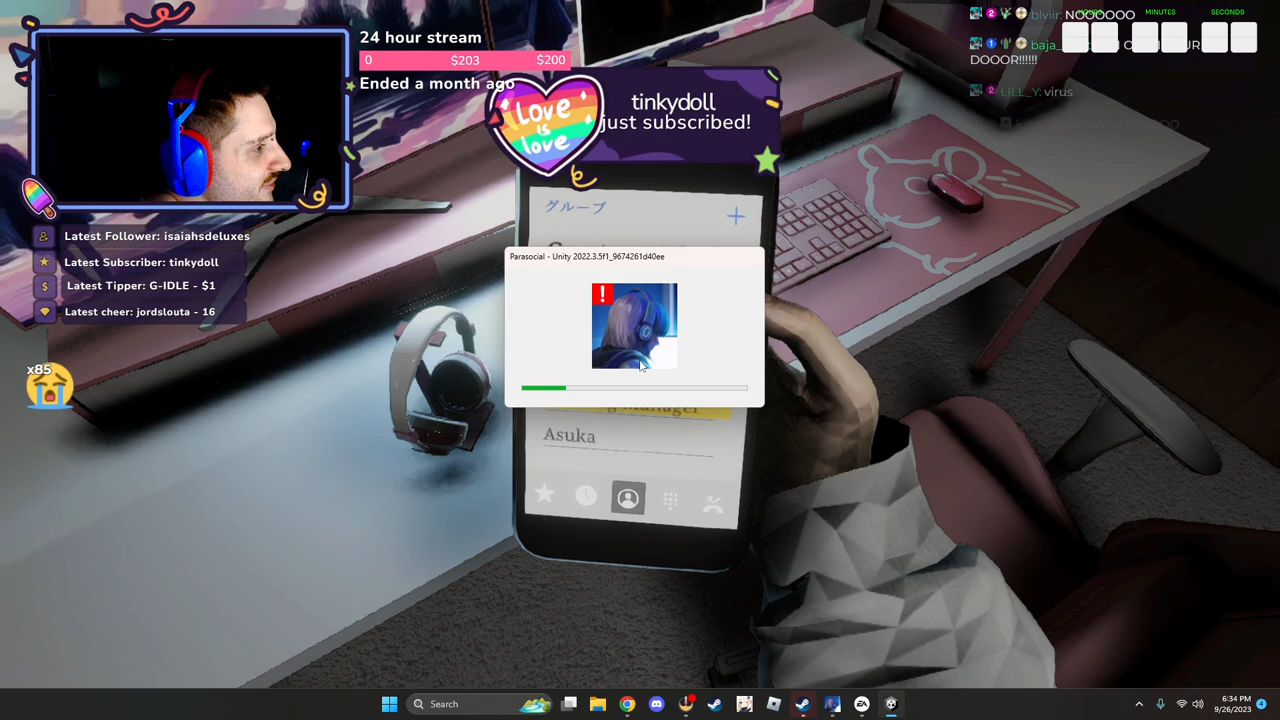 24 hour stream
0 $203 $200
Ended a month ago
Love is love
tinkydoll
just subscribed!
blviir: NOOOOOO
MINUTES
SECONDS
DOOOR!!!!!!
LILL_Y: virus
Latest Follower: isaiahsdeluxes
Latest Subscriber: tinkydoll
Latest Tipper: G-IDLE - $1
Latest cheer: jordslouta - 16
x85
グループ
Parasocial - Unity 2022.3.5f1_9674261d40ee
Asuka
Search
6:34 PM
9/26/2023